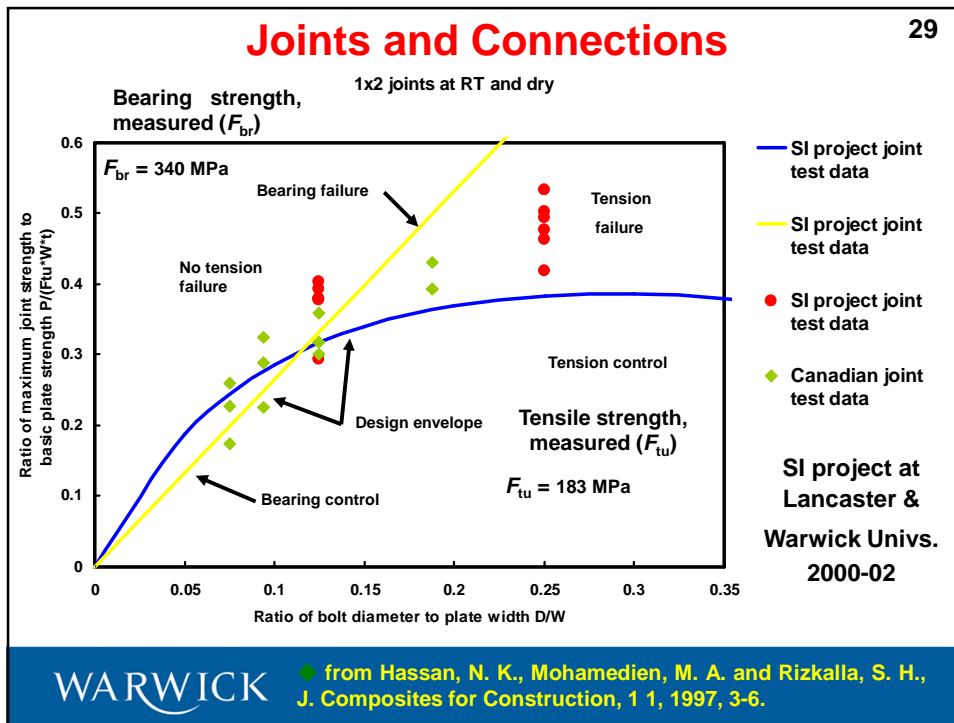 Joints and Connections
29
1x2 joints at RT and dry
Bearing strength,
measured (Fbr)
Fbr = 340 MPa
Bearing failure
Tension
failure
No tension
failure
Tension control
Design envelope
Tensile strength,
measured (Ftu)
Ftu = 183 MPa
Bearing control
Ratio of maximum joint strength to
basic plate strength P/(Ftu*W*t)
0.6
0.5
0.4
0.3
0.2
0.1
0
0
0.05
0.1
0.15
0.2
0.25
0.3
0.35
Ratio of bolt diameter to plate width D/W
SI project joint
test data
SI project joint
test data
SI project joint
test data
Canadian joint
test data
SI project at
Lancaster &
Warwick Univs.
2000-02
WARWICK
from Hassan, N. K., Mohamedien, M. A. and Rizkalla, S. H.,
J. Composites for Construction, 1 1, 1997, 3-6.